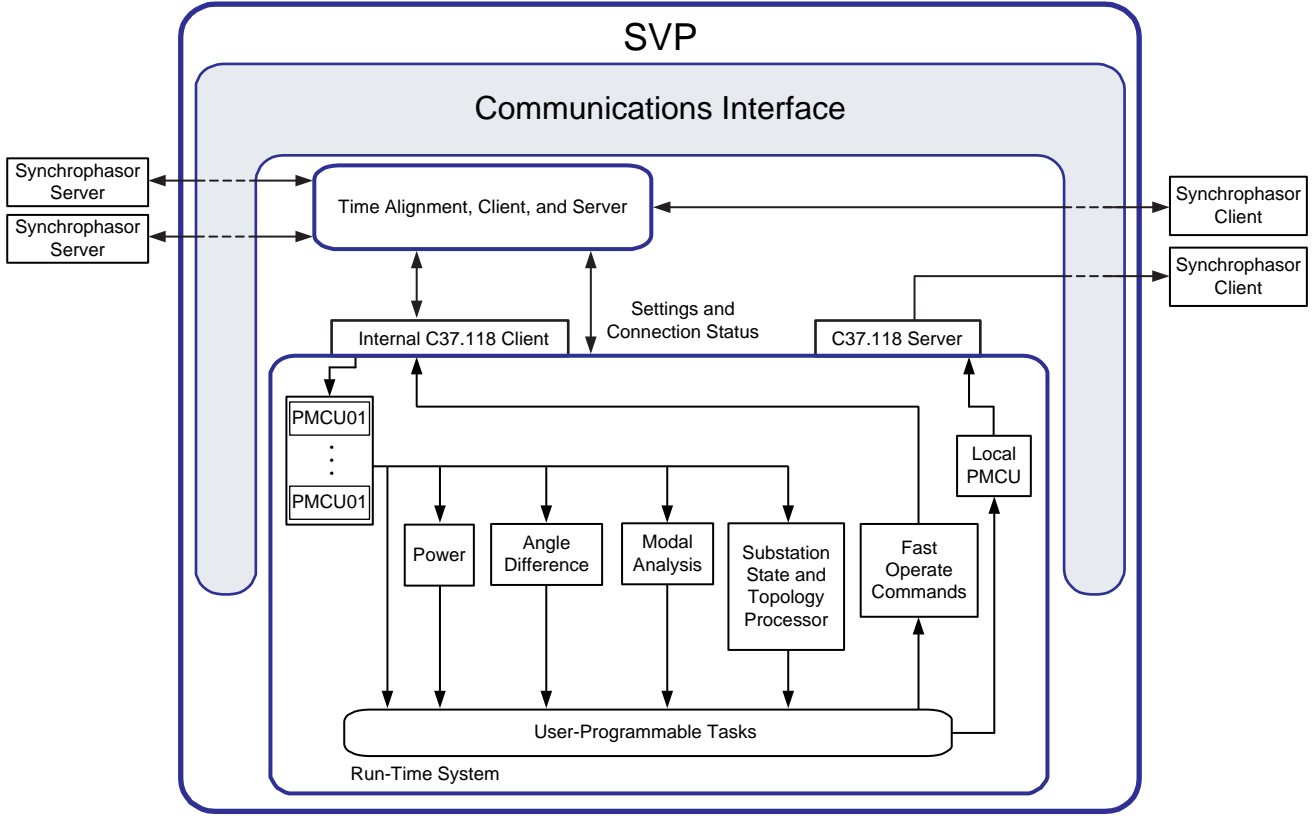 SVP
Communications Interface
Synchrophasor
Server
Synchrophasor
Server
Time Alignment, Client, and Server
Synchrophasor
Client
Synchrophasor
Client
Settings and
Connection Status
Internal C37.118 Client
C37.118 Server
PMCU01
PMCU01
Local
PMCU
Power
Angle
Difference
Modal
Analysis
Substation
State and
Topology
Processor
Fast
Operate
Commands
User-Programmable Tasks
Run-Time System